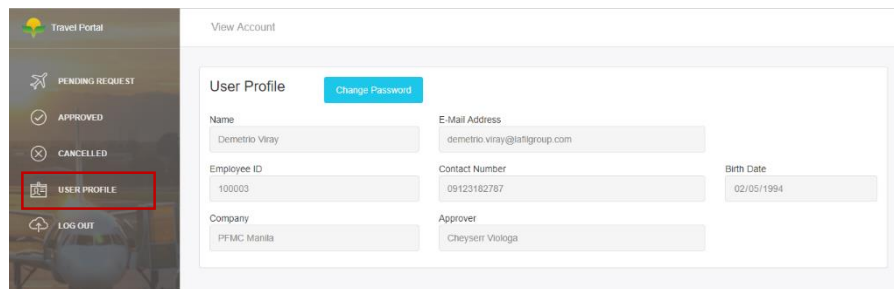 Travel Portal
View Account
PENDING REQUEST
APPROVED
CANCELLED
USER PROFILE
LOG OUT
User Profile
Change Password
Name
E-Mail Address
Demetrio Viray
demetrio.viray@lafilgroup.com
Employee ID
Contact Number
Birth Date
100003
09123182787
02/05/1994
Company
Approver
PFMC Manila
Cheyserr Viologa